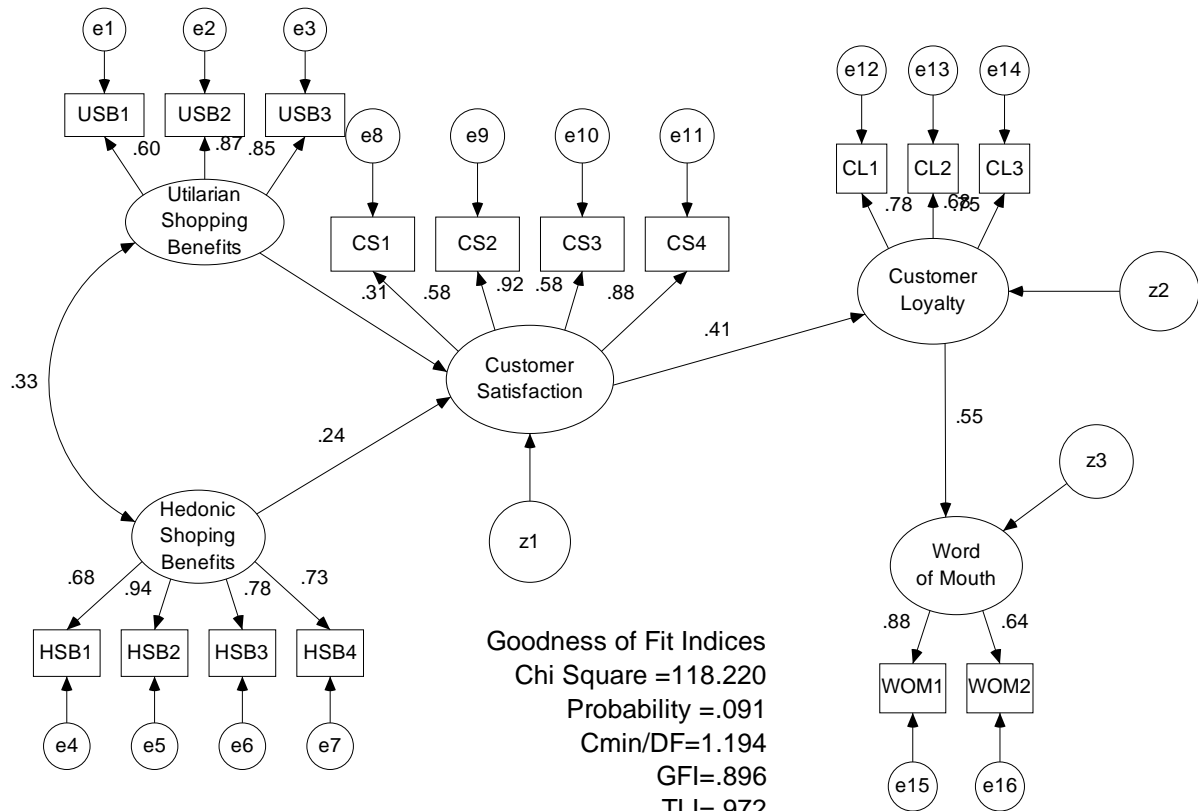 e1
e2
e3
USB1
USB2
USB3
.60
.87
.85
Utilarian
Shopping
Benefits
e8
e9
e10
e11
CS1
CS2
CS3
CS4
.31
.58
.92
.58
.88
Customer
Satisfaction
z1
e12
e13
e14
CL1
CL2
CL3
.78
.68
.75
Customer
Loyalty
z2
.41
.33
.24
.55
Hedonic
Shoping
Benefits
.68
.94
.78
.73
HSB1
HSB2
HSB3
HSB4
e4
e5
e6
e7
z3
Word
of Mouth
.88
.64
WOM1
WOM2
e15
e16
Goodness of Fit Indices
Chi Square =118.220
Probability =.091
Cmin/DF=1.194
GFI=.896
TLI=.972